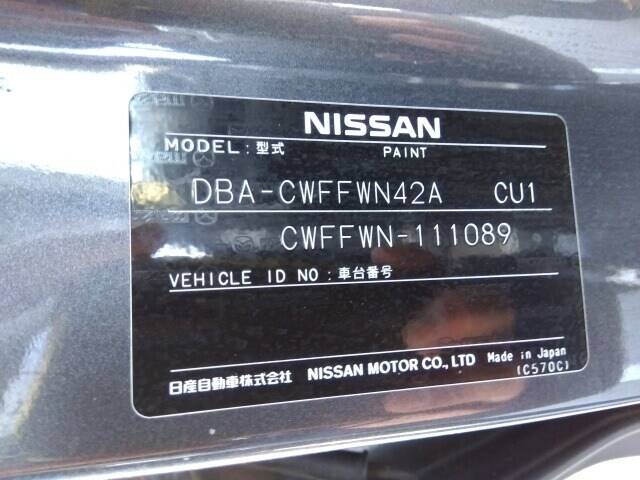 NISSAN
MODEL : 型式 PAINT
DBA-CWFFWN42A CU1
CWFFWN-111089
VEHICLE ID NO : 車台番号
日産自動車株式会社 NISSAN MOTOR CO., LTD Made in Japan
(C570C)